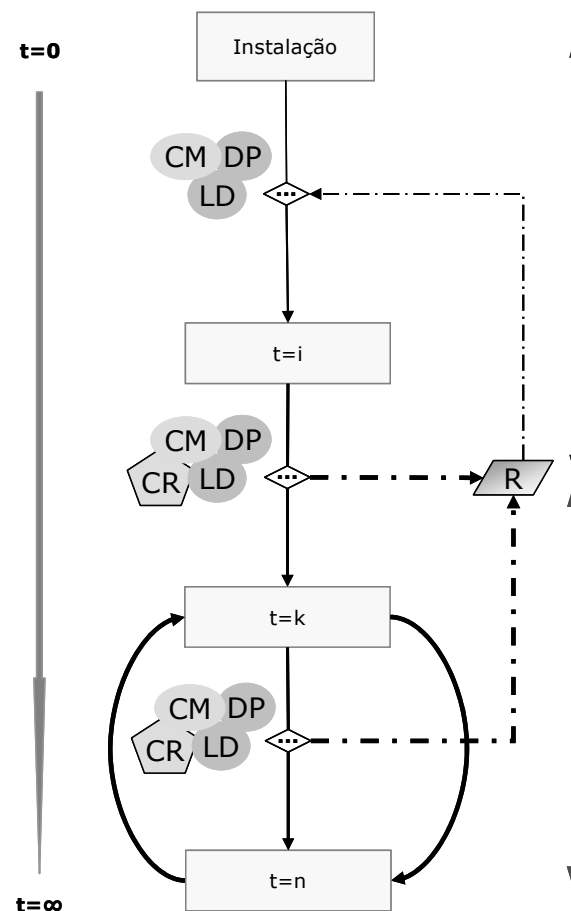 t=0
Instalação
CM DP
LD
...
t=i
CM DP
CR LD
...
R
t=k
CM DP
CR LD
...
t=n
t=∞